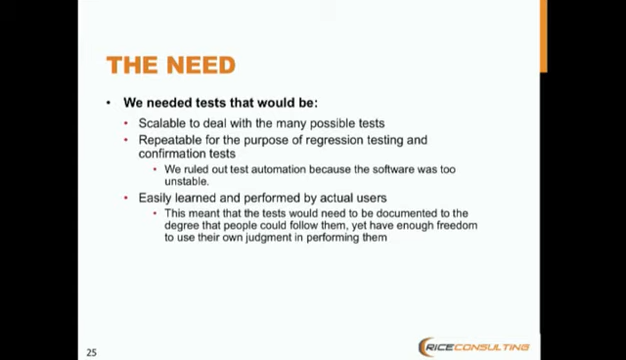 THE NEED
• We needed tests that would be:
• Scalable to deal with the many possible tests
• Repeatable for the purpose of regression testing and
confirmation tests
• We ruled out test automation because the software was too
unstable.
• Easily learned and performed by actual users
• This meant that the tests would need to be documented to the
degree that people could follow them, yet have enough freedom
to use their own judgment in performing them
25
RICECONSULTING